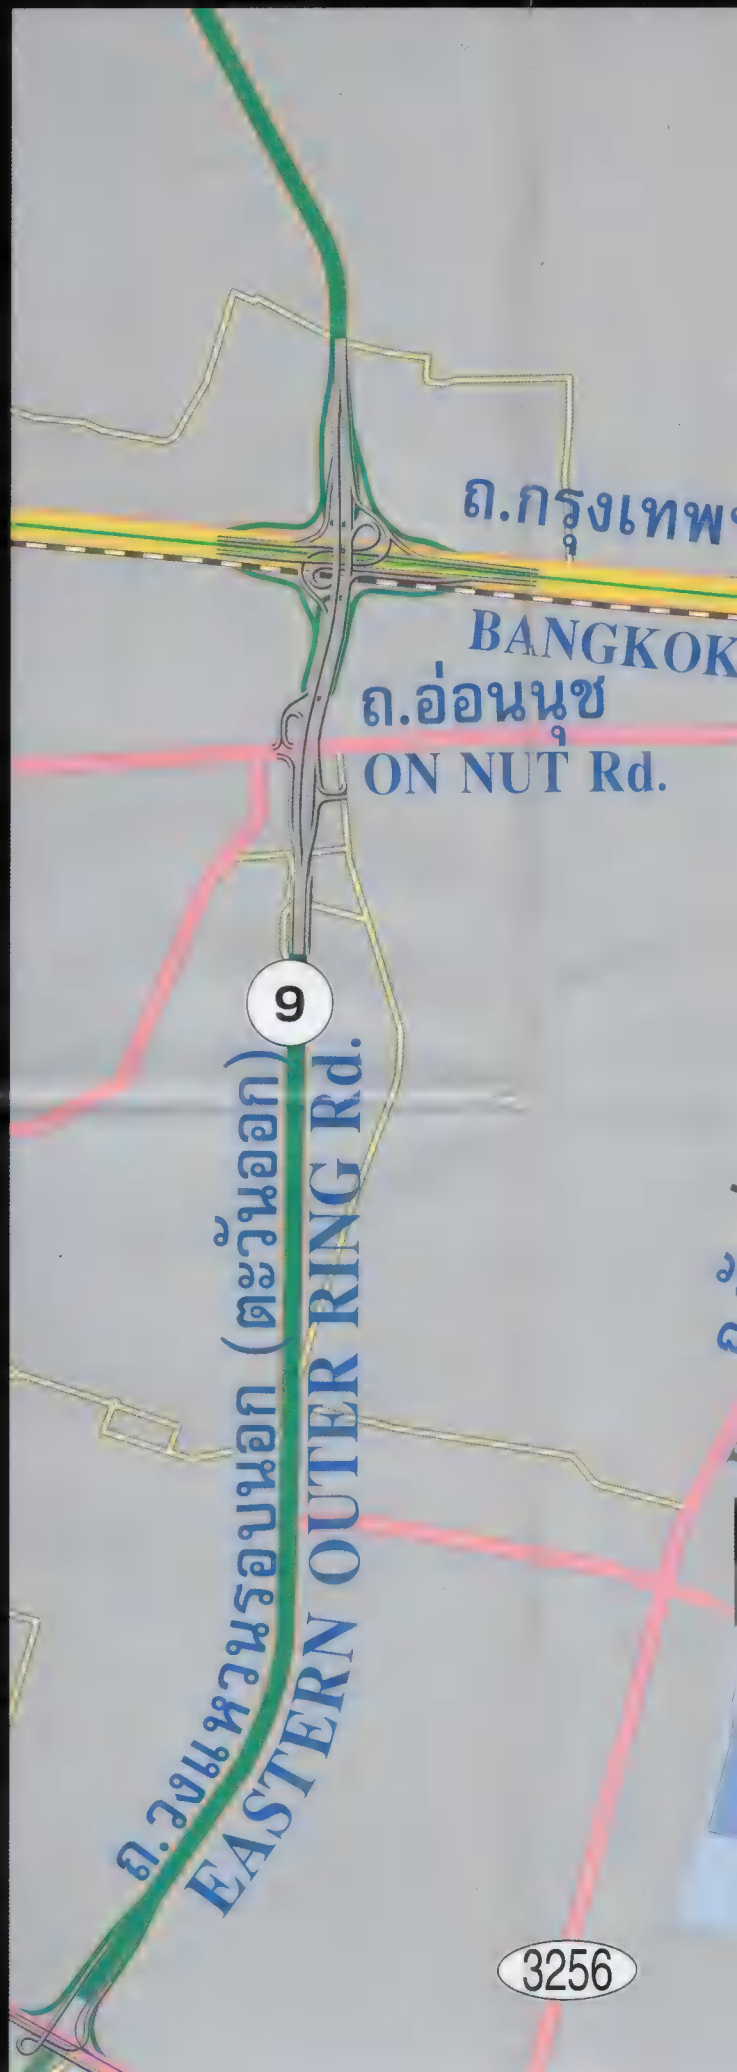 ถ.กรุงเทพฯ
BANGKOK
ถ.อ่อนนุช
ON NUT Rd.
9
ถ.วงแหวนรอบนอก (ตะวันออก)
EASTERN OUTER RING Rd.
3256